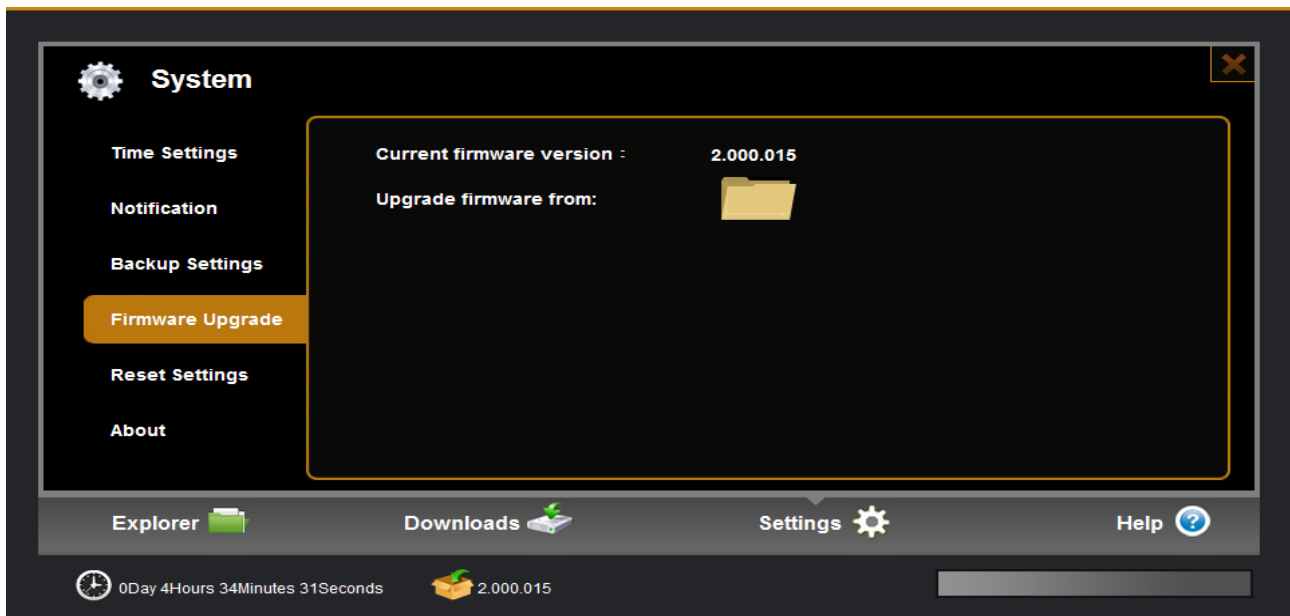 System
Time Settings
Notification
Backup Settings
Firmware Upgrade
Reset Settings
About
Current firmware version : 2.000.015
Upgrade firmware from:
Explorer Downloads Settings Help ?
0Day 4Hours 34Minutes 31Seconds 2.000.015